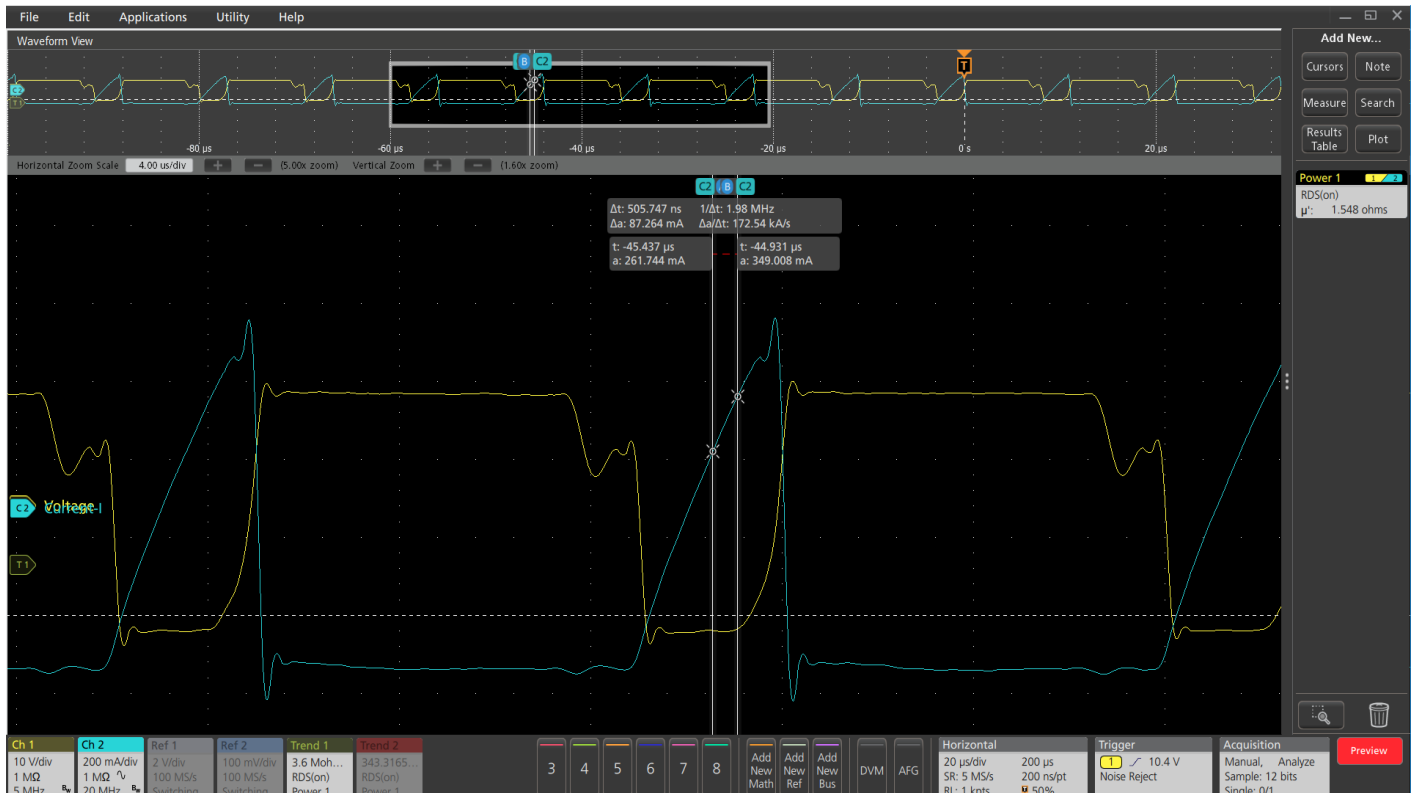 File Edit Applications Utility Help
Waveform View
B C2
C2
T1
T
-80 µs -60 µs -40 µs -20 µs 0 s 20 µs
Horizontal Zoom Scale 4.00 us/div + − (5.00x zoom) Vertical Zoom + − (1.60x zoom)
C2 B C2
Δt: 505.747 ns 1/Δt: 1.98 MHz
Δa: 87.264 mA Δa/Δt: 172.54 kA/s
t: -45.437 µs
a: 261.744 mA
t: -44.931 µs
a: 349.008 mA
C2
Voltage
Current-I
T1
Add New...
Cursors Note
Measure Search
Results
Table
Plot
Power 1 1 / 2
RDS(on)
µ': 1.548 ohms
Ch 1
10 V/div
1 MΩ
5 MHz Bw
Ch 2
200 mA/div
1 MΩ
20 MHz Bw
Ref 1
2 V/div
100 MS/s
Switching
Ref 2
100 mV/div
100 MS/s
Switching
Trend 1
3.6 Moh...
RDS(on)
Power 1
Trend 2
343.3165...
RDS(on)
Power 1
3 4 5 6 7 8
Add
New
Math
Add
New
Ref
Add
New
Bus
DVM AFG
Horizontal
20 µs/div 200 µs
SR: 5 MS/s 200 ns/pt
RL: 1 kpts 50%
Trigger
1 10.4 V
Noise Reject
Acquisition
Manual, Analyze
Sample: 12 bits
Single: 0/1
Preview